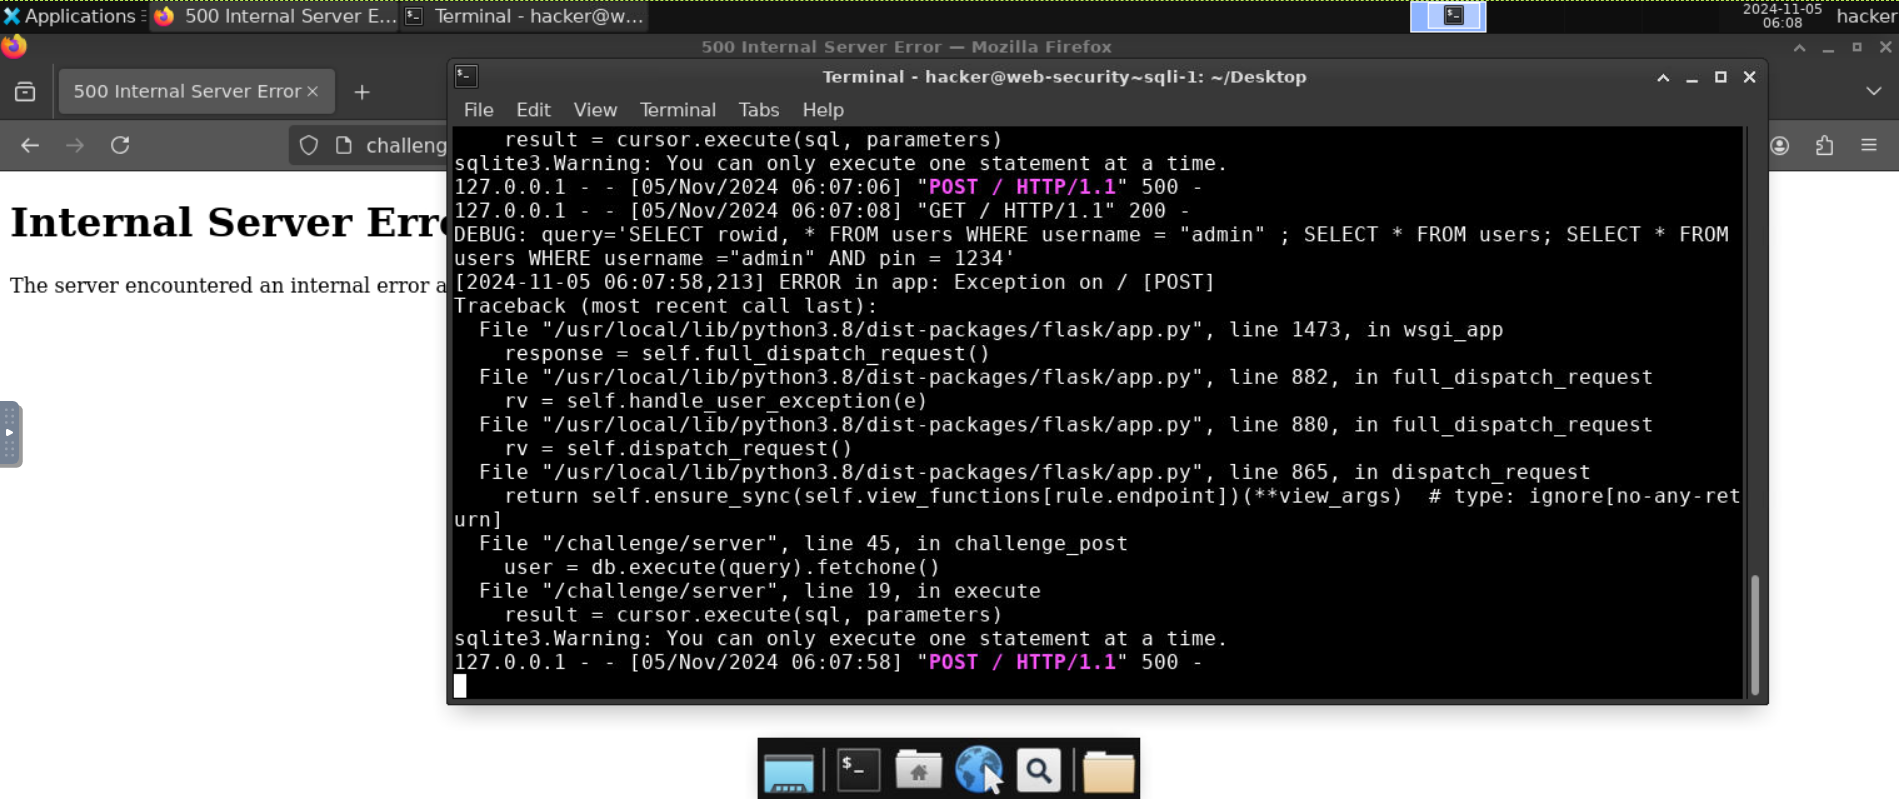 Applications
500 Internal Server E...
Terminal - hacker@w...
2024-11-05
06:08
hacker
500 Internal Server Error — Mozilla Firefox
500 Internal Server Error
challeng
Internal Server Erro
The server encountered an internal error a
Terminal - hacker@web-security~sqli-1: ~/Desktop
File Edit View Terminal Tabs Help
result = cursor.execute(sql, parameters)
sqlite3.Warning: You can only execute one statement at a time.
127.0.0.1 - - [05/Nov/2024 06:07:06] "POST / HTTP/1.1" 500 -
127.0.0.1 - - [05/Nov/2024 06:07:08] "GET / HTTP/1.1" 200 -
DEBUG: query='SELECT rowid, * FROM users WHERE username = "admin" ; SELECT * FROM users; SELECT * FROM
users WHERE username ="admin" AND pin = 1234'
[2024-11-05 06:07:58,213] ERROR in app: Exception on / [POST]
Traceback (most recent call last):
File "/usr/local/lib/python3.8/dist-packages/flask/app.py", line 1473, in wsgi_app
response = self.full_dispatch_request()
File "/usr/local/lib/python3.8/dist-packages/flask/app.py", line 882, in full_dispatch_request
rv = self.handle_user_exception(e)
File "/usr/local/lib/python3.8/dist-packages/flask/app.py", line 880, in full_dispatch_request
rv = self.dispatch_request()
File "/usr/local/lib/python3.8/dist-packages/flask/app.py", line 865, in dispatch_request
return self.ensure_sync(self.view_functions[rule.endpoint])(**view_args)  # type: ignore[no-any-ret
urn]
File "/challenge/server", line 45, in challenge_post
user = db.execute(query).fetchone()
File "/challenge/server", line 19, in execute
result = cursor.execute(sql, parameters)
sqlite3.Warning: You can only execute one statement at a time.
127.0.0.1 - - [05/Nov/2024 06:07:58] "POST / HTTP/1.1" 500 -